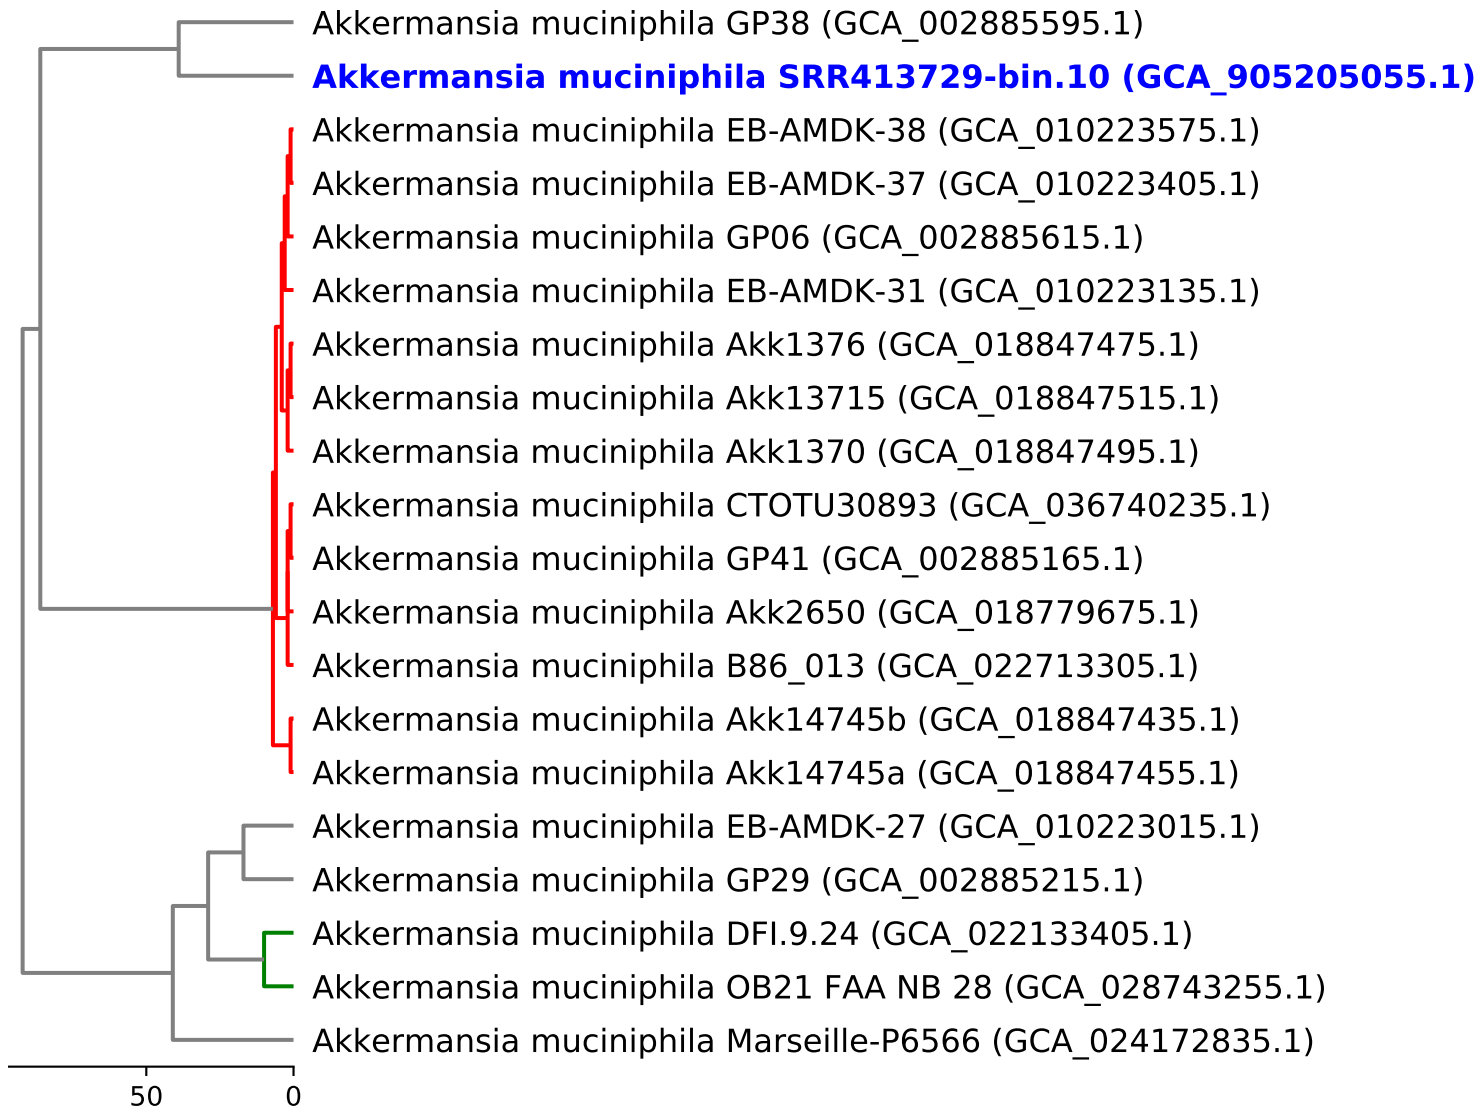 Akkermansia muciniphila GP38 (GCA_002885595.1)
Akkermansia muciniphila SRR413729-bin.10 (GCA_905205055.1)
Akkermansia muciniphila EB-AMDK-38 (GCA_010223575.1)
Akkermansia muciniphila EB-AMDK-37 (GCA_010223405.1)
Akkermansia muciniphila GP06 (GCA_002885615.1)
Akkermansia muciniphila EB-AMDK-31 (GCA_010223135.1)
Akkermansia muciniphila Akk1376 (GCA_018847475.1)
Akkermansia muciniphila Akk13715 (GCA_018847515.1)
Akkermansia muciniphila Akk1370 (GCA_018847495.1)
Akkermansia muciniphila CTOTU30893 (GCA_036740235.1)
Akkermansia muciniphila GP41 (GCA_002885165.1)
Akkermansia muciniphila Akk2650 (GCA_018779675.1)
Akkermansia muciniphila B86_013 (GCA_022713305.1)
Akkermansia muciniphila Akk14745b (GCA_018847435.1)
Akkermansia muciniphila Akk14745a (GCA_018847455.1)
Akkermansia muciniphila EB-AMDK-27 (GCA_010223015.1)
Akkermansia muciniphila GP29 (GCA_002885215.1)
Akkermansia muciniphila DFI.9.24 (GCA_022133405.1)
Akkermansia muciniphila OB21 FAA NB 28 (GCA_028743255.1)
Akkermansia muciniphila Marseille-P6566 (GCA_024172835.1)
50 0